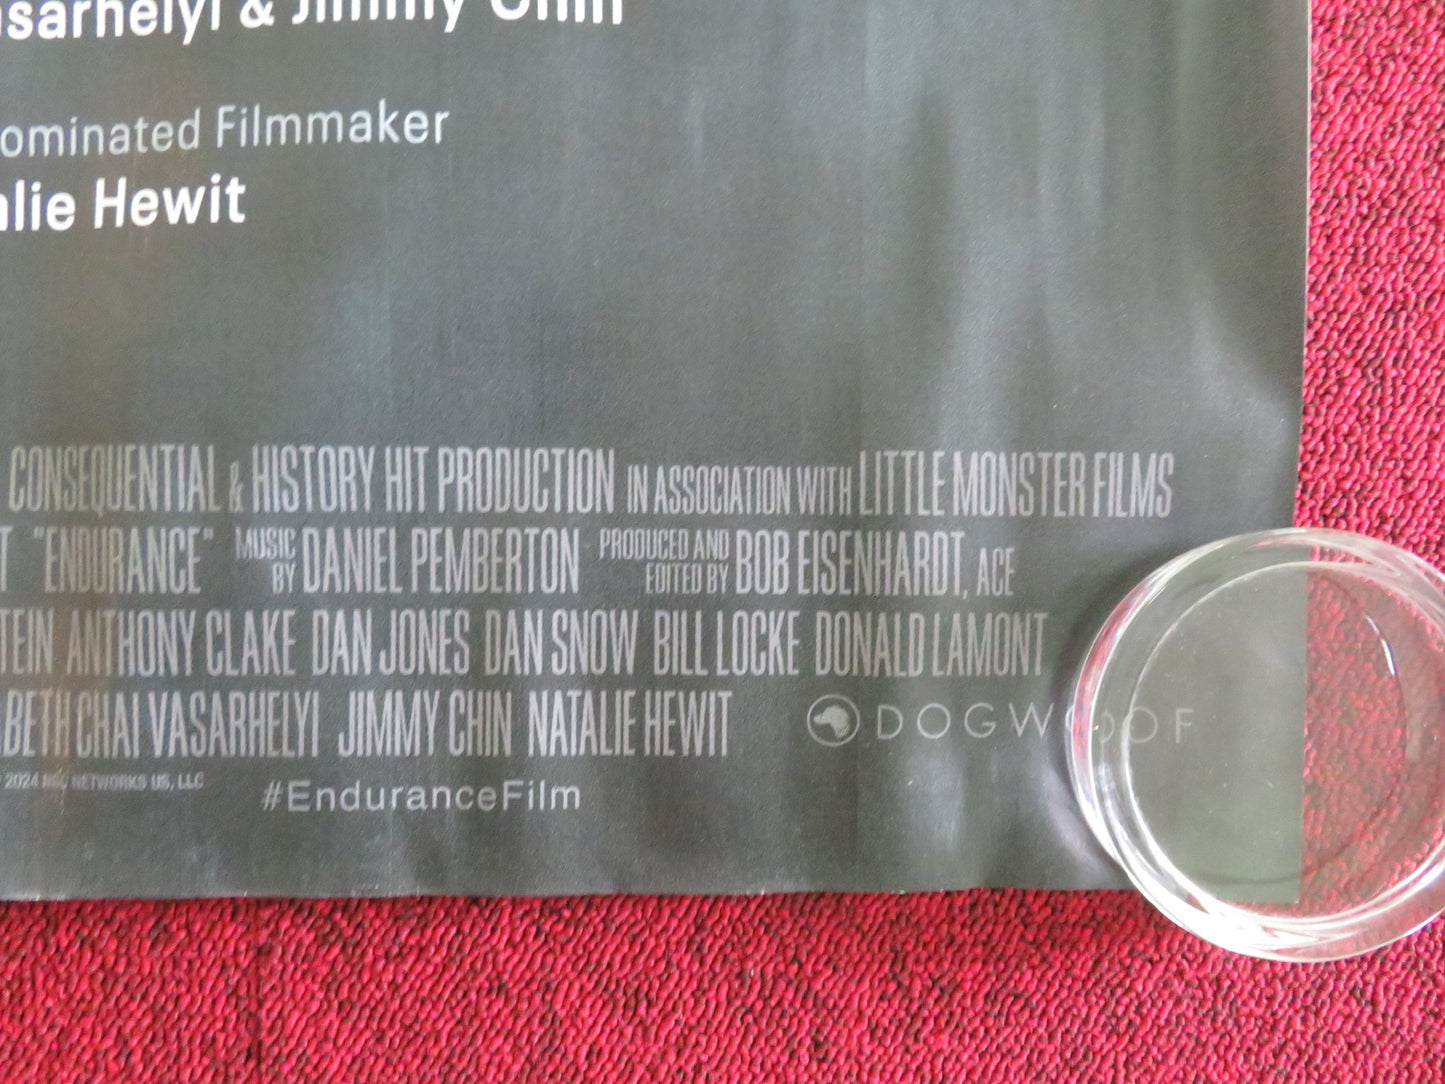 asarhelyi & Jimmy Chin
ominated Filmmaker
alie Hewit
CONSEQUENTIAL & HISTORY HIT PRODUCTION IN ASSOCIATION WITH LITTLE MONSTER FILMS
T "ENDURANCE" MUSIC BY DANIEL PEMBERTON PRODUCED AND EDITED BY BOB EISENHARDT, ACE
TEIN ANTHONY CLAKE DAN JONES DAN SNOW BILL LOCKE DONALD LAMONT
ABETH CHAI VASARHELYI JIMMY CHIN NATALIE HEWIT DOGWOOF
2024 NGC NETWORKS US, LLC
#EnduranceFilm